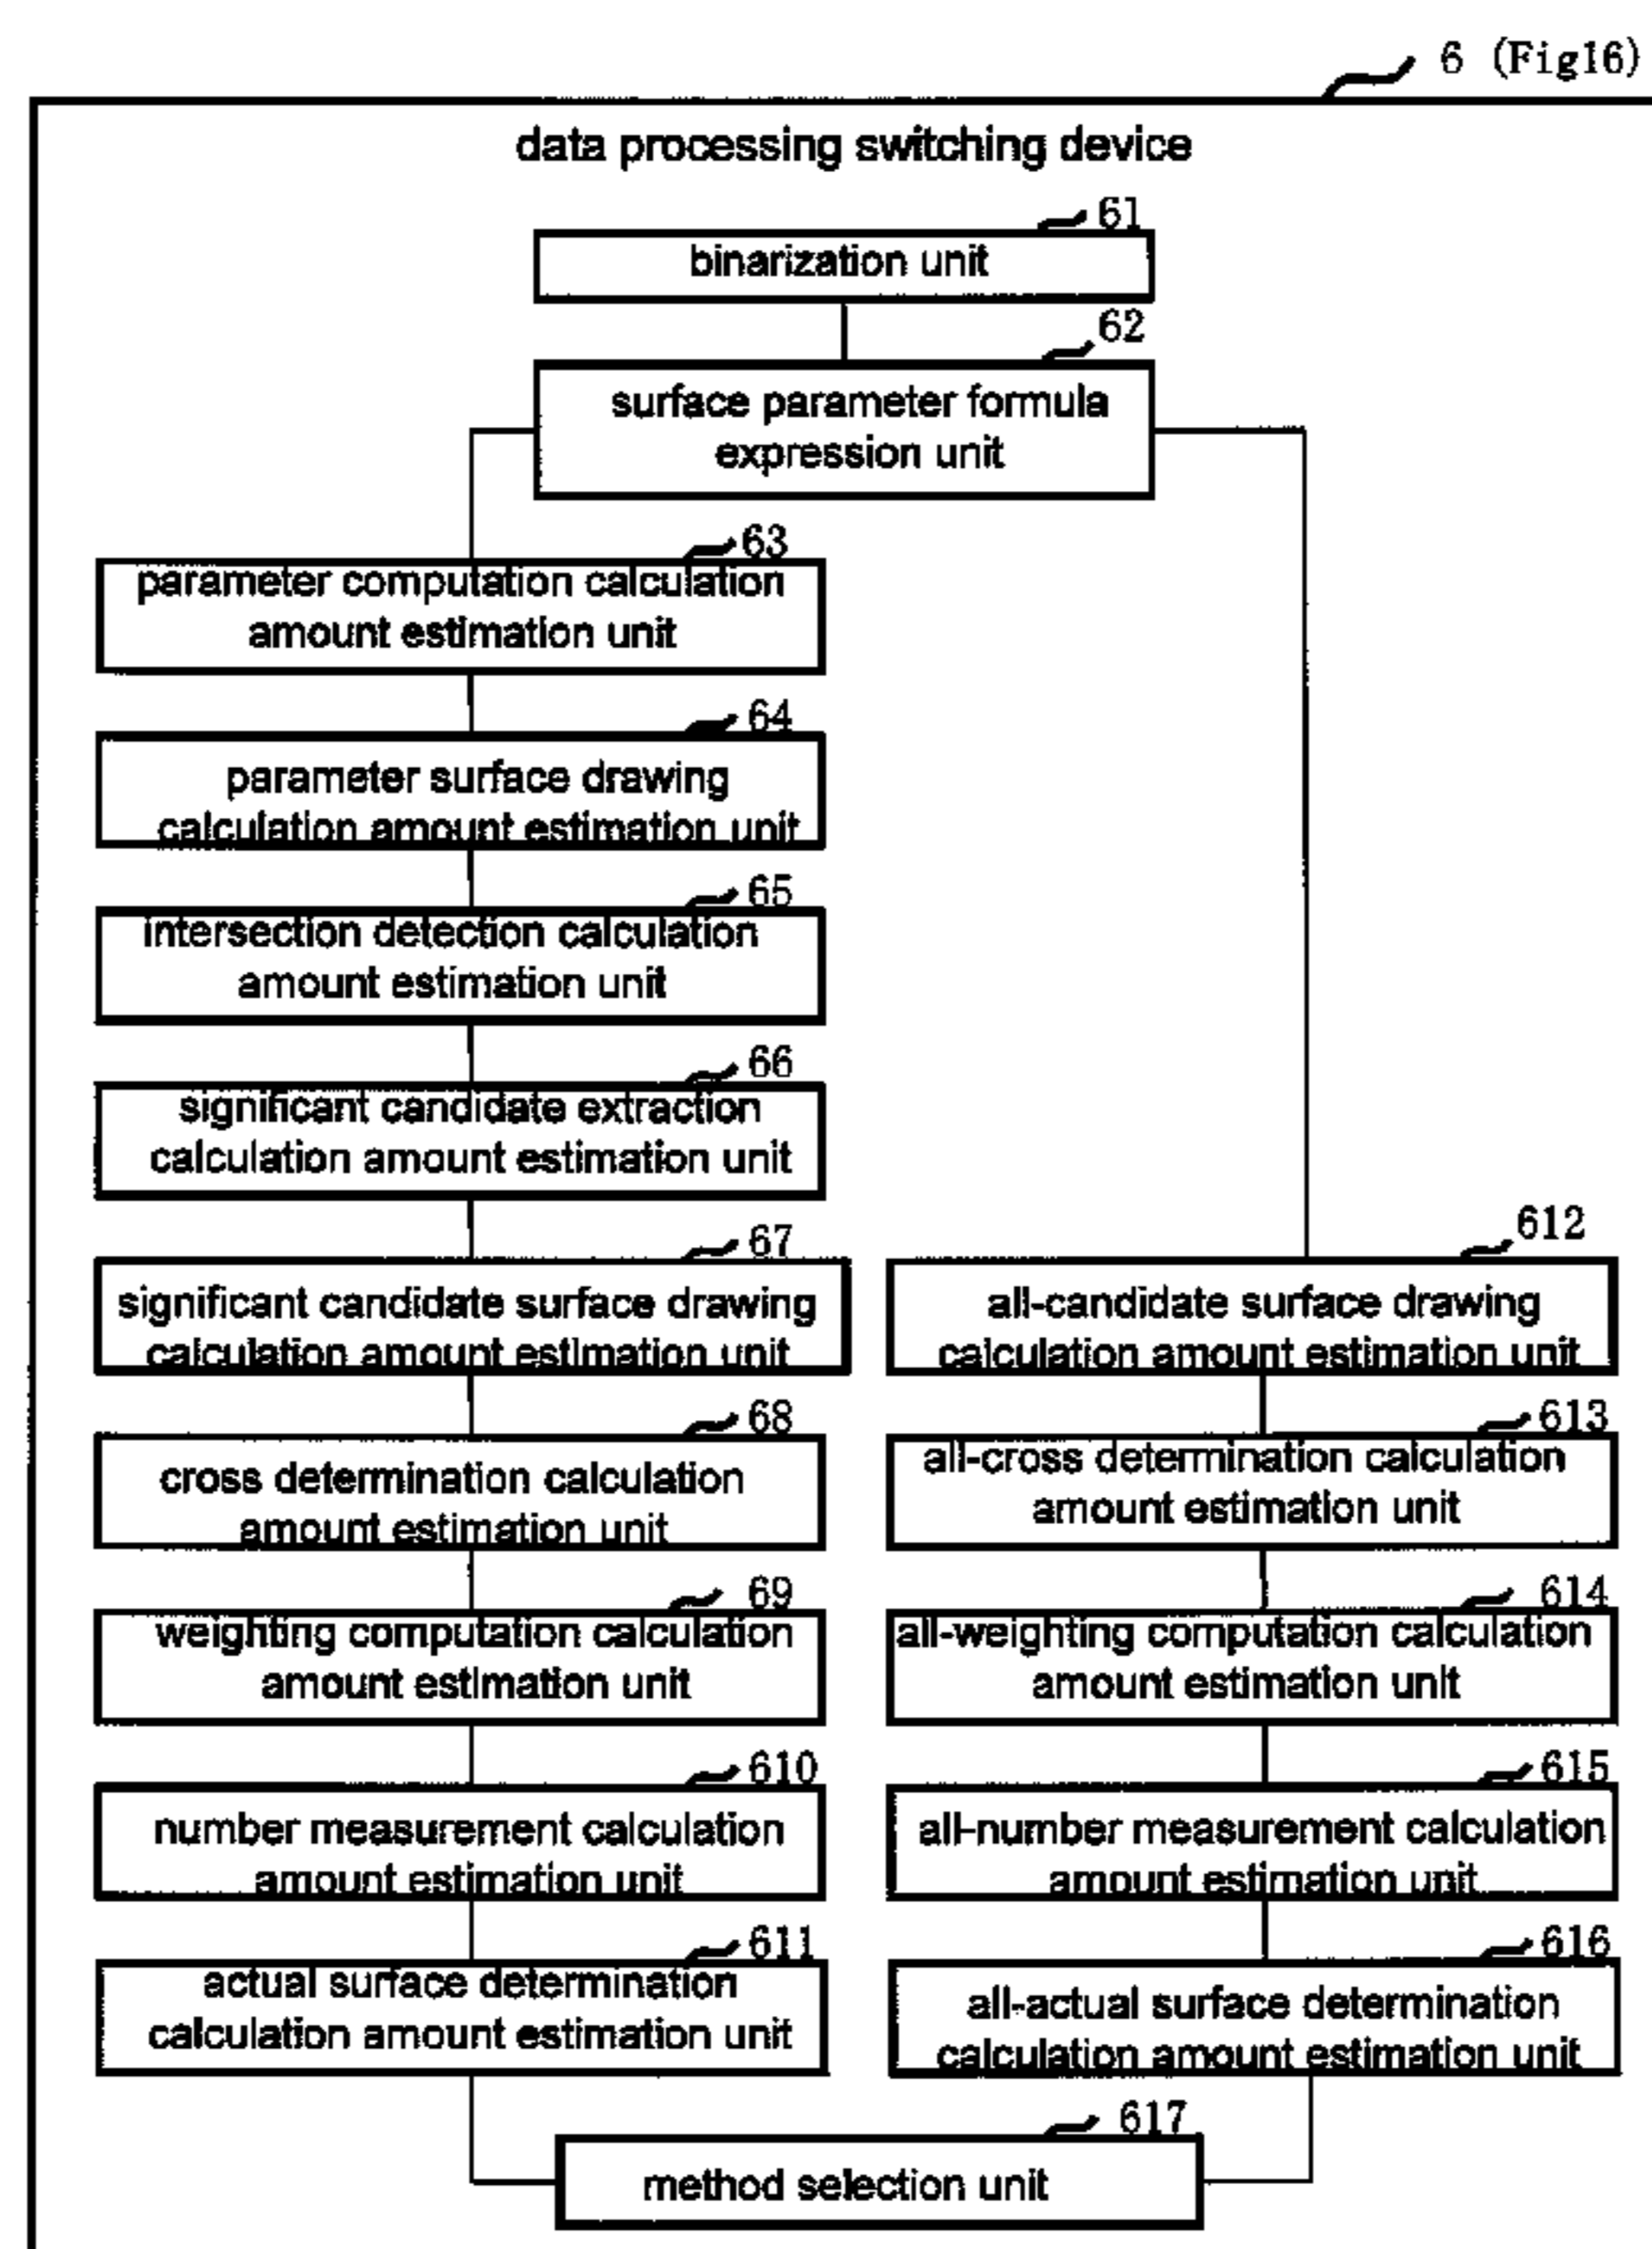 6 (Fig16)
data processing switching device
61
binarization unit
62
surface parameter formula
expression unit
63
parameter computation calculation
amount estimation unit
64
parameter surface drawing
calculation amount estimation unit
65
intersection detection calculation
amount estimation unit
66
significant candidate extraction
calculation amount estimation unit
67
significant candidate surface drawing
calculation amount estimation unit
68
cross determination calculation
amount estimation unit
69
weighting computation calculation
amount estimation unit
610
number measurement calculation
amount estimation unit
611
actual surface determination
calculation amount estimation unit
612
all-candidate surface drawing
calculation amount estimation unit
613
all-cross determination calculation
amount estimation unit
614
all-weighting computation calculation
amount estimation unit
615
all-number measurement calculation
amount estimation unit
616
all-actual surface determination
calculation amount estimation unit
617
method selection unit